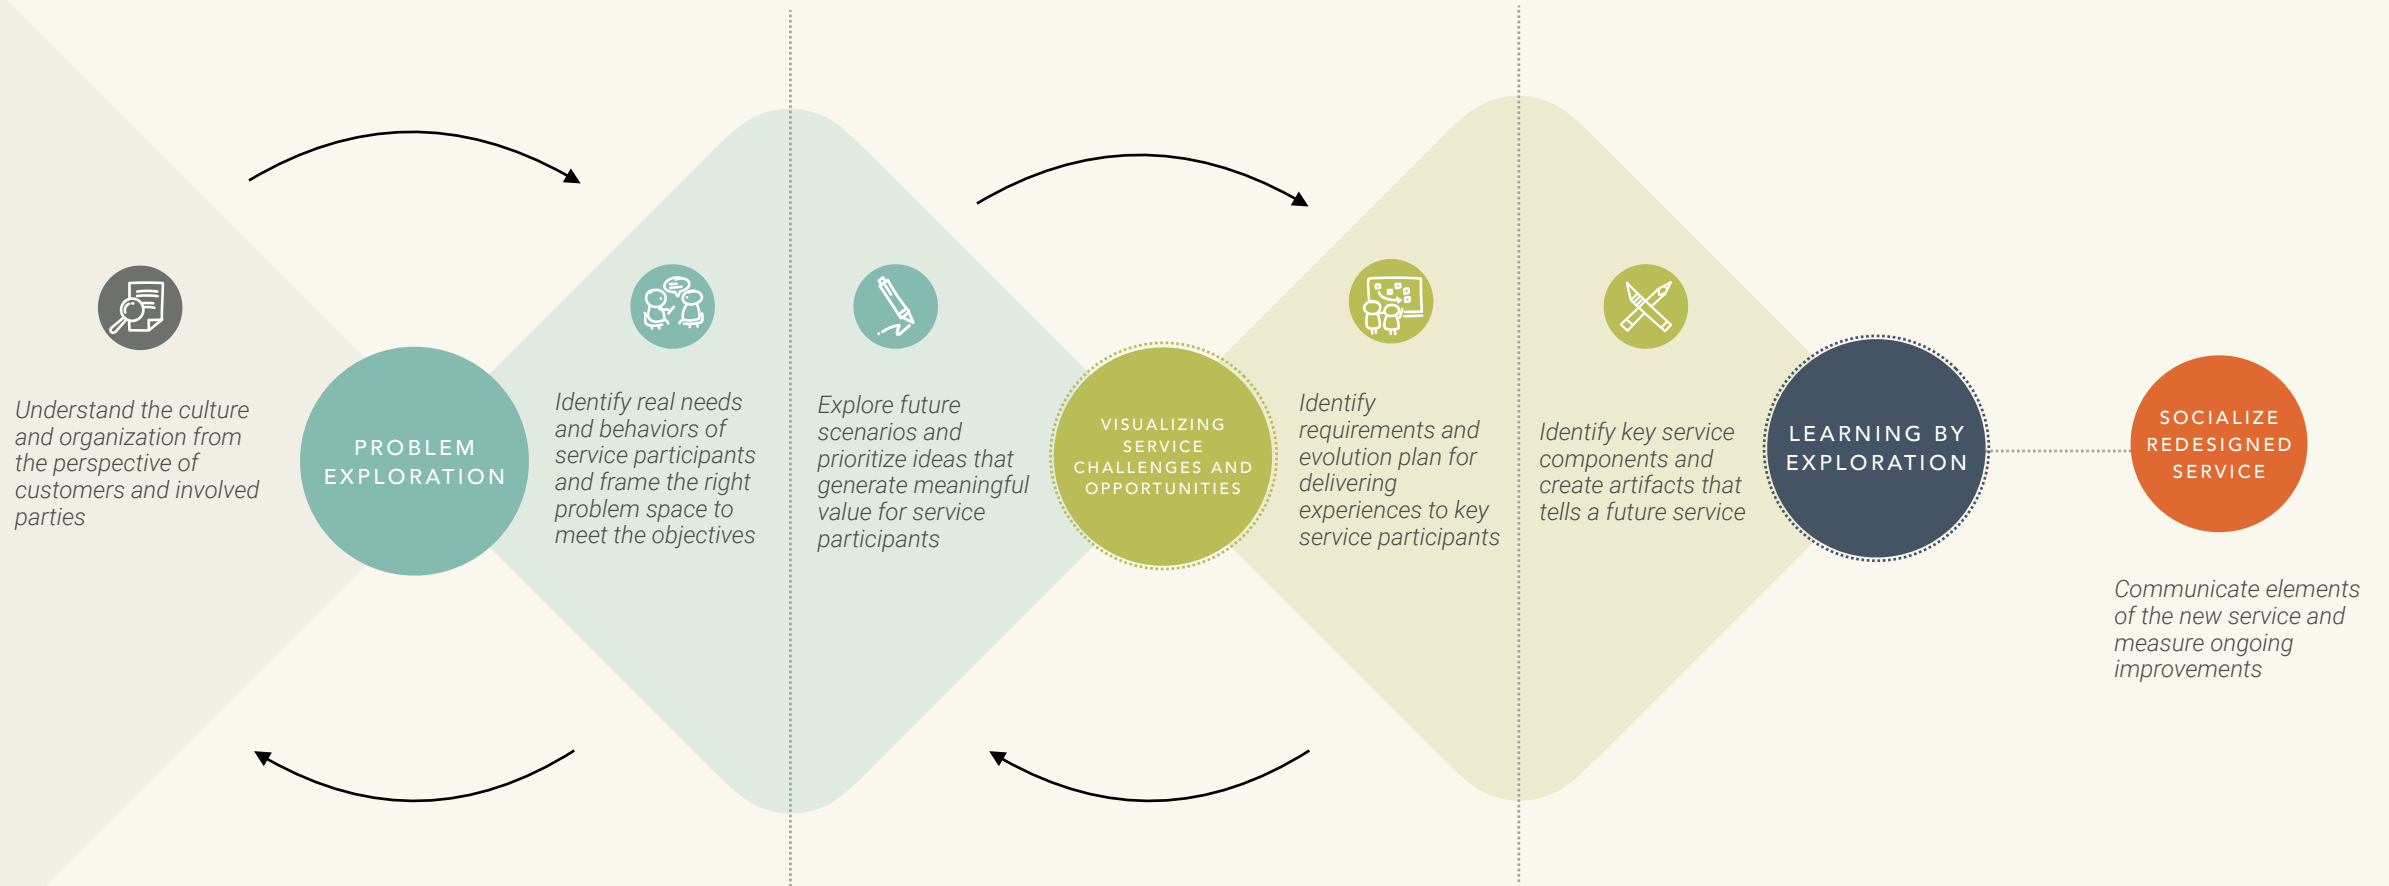 Understand the culture
and organization from
the perspective of
customers and involved
parties
PROBLEM
EXPLORATION
Identify real needs
and behaviors of
service participants
and frame the right
problem space to
meet the objectives
Explore future
scenarios and
prioritize ideas that
generate meaningful
value for service
participants
VISUALIZING
SERVICE
CHALLENGES AND
OPPORTUNITIES
Identify
requirements and
evolution plan for
delivering
experiences to key
service participants
Identify key service
components and
create artifacts that
tells a future service
LEARNING BY
EXPLORATION
SOCIALIZE
REDESIGNED
SERVICE
Communicate elements
of the new service and
measure ongoing
improvements